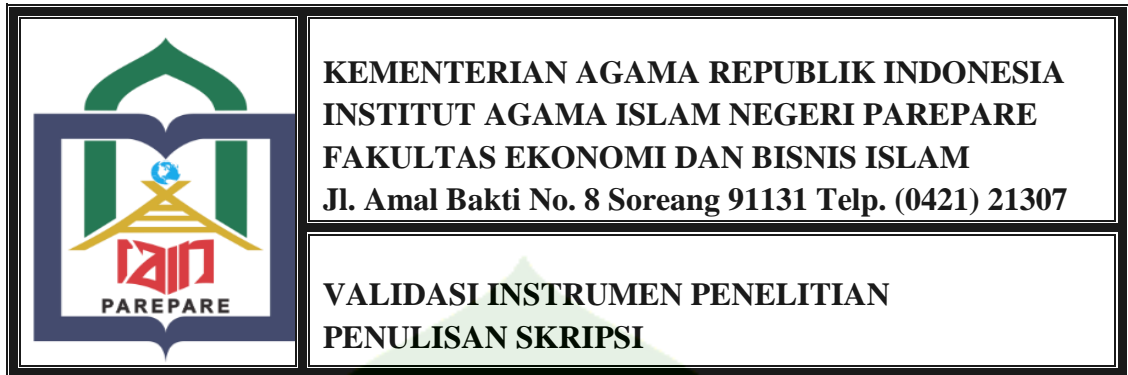 KEMENTERIAN AGAMA REPUBLIK INDONESIA
INSTITUT AGAMA ISLAM NEGERI PAREPARE
FAKULTAS EKONOMI DAN BISNIS ISLAM
Jl. Amal Bakti No. 8 Soreang 91131 Telp. (0421) 21307
iain
PAREPARE
VALIDASI INSTRUMEN PENELITIAN
PENULISAN SKRIPSI